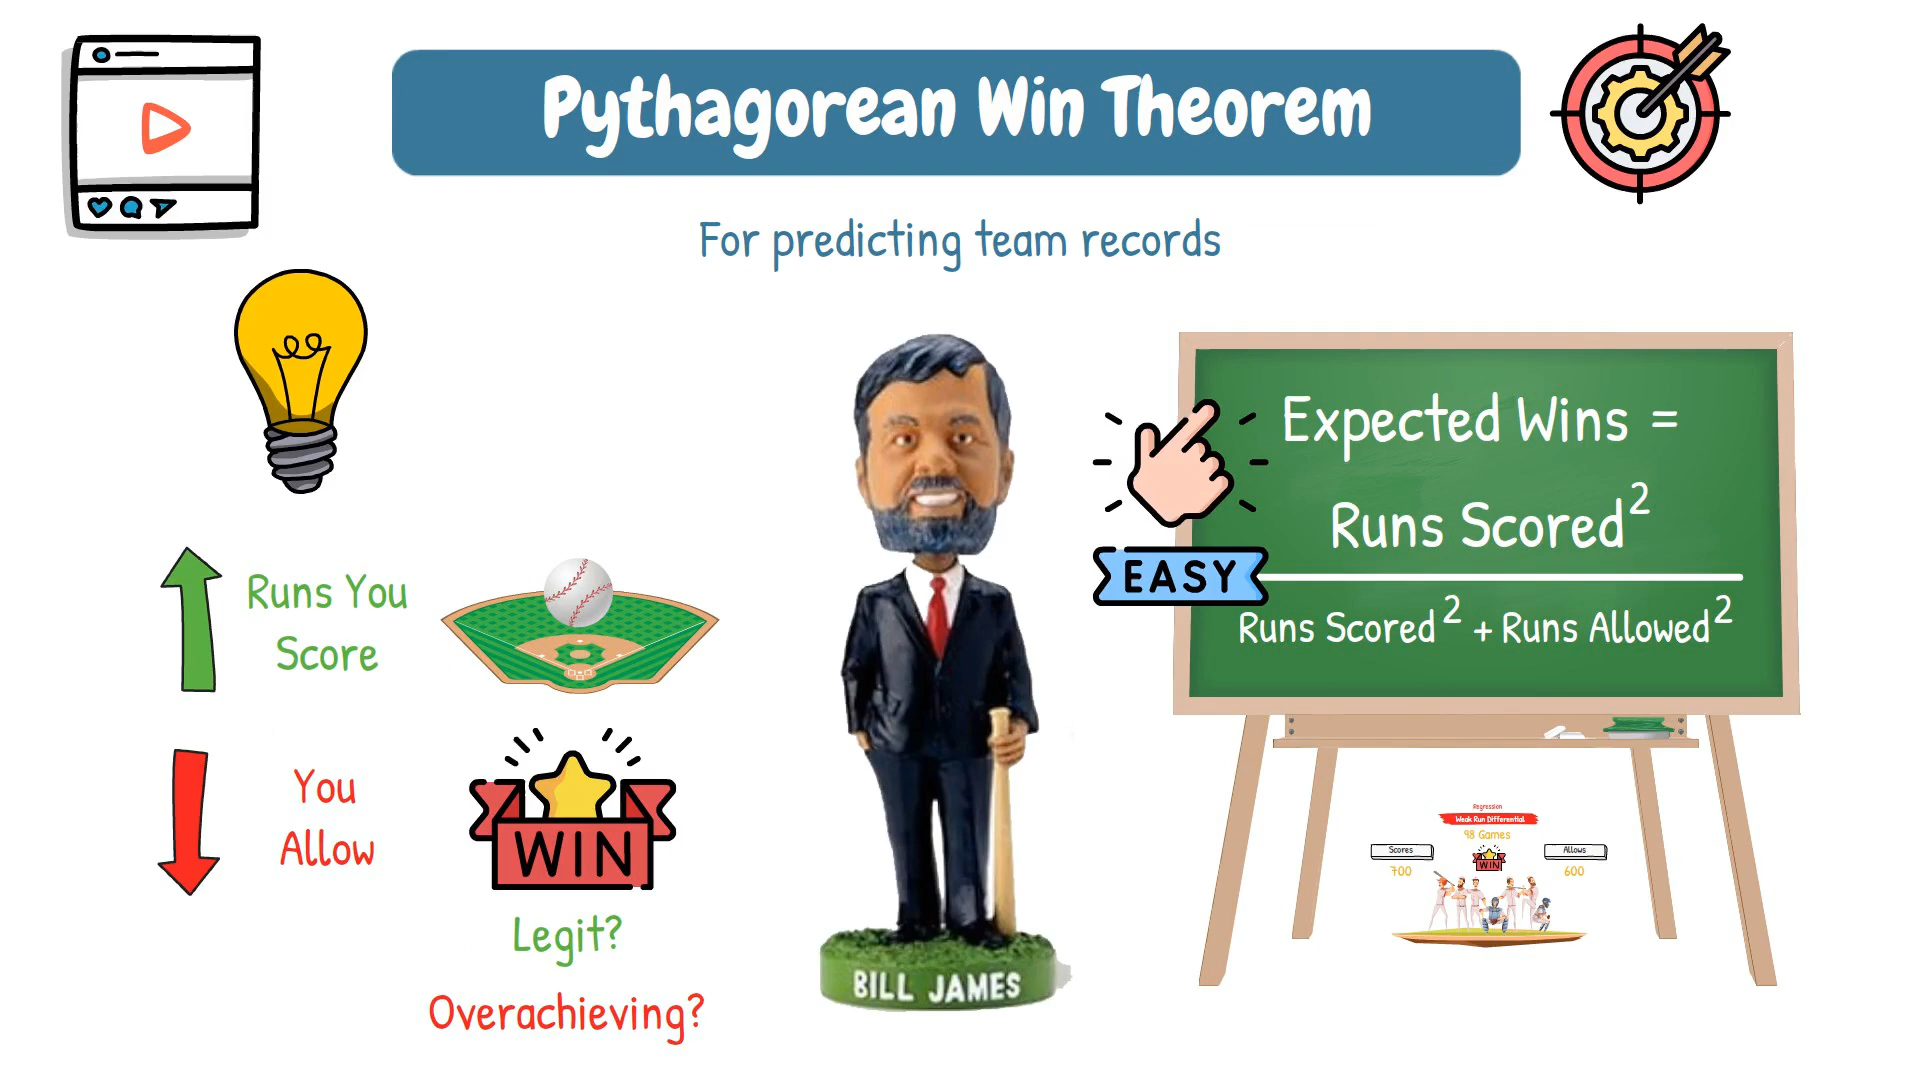 Pythagorean Win Theorem
For predicting team records
Runs You
Score
You
Allow
WIN
Legit?
Overachieving?
BILL JAMES
EASY
Expected Wins =
Runs Scored²
Runs Scored² + Runs Allowed²
Regression
Weak Run Differential
98 Games
Scores
700
WIN
Allows
600